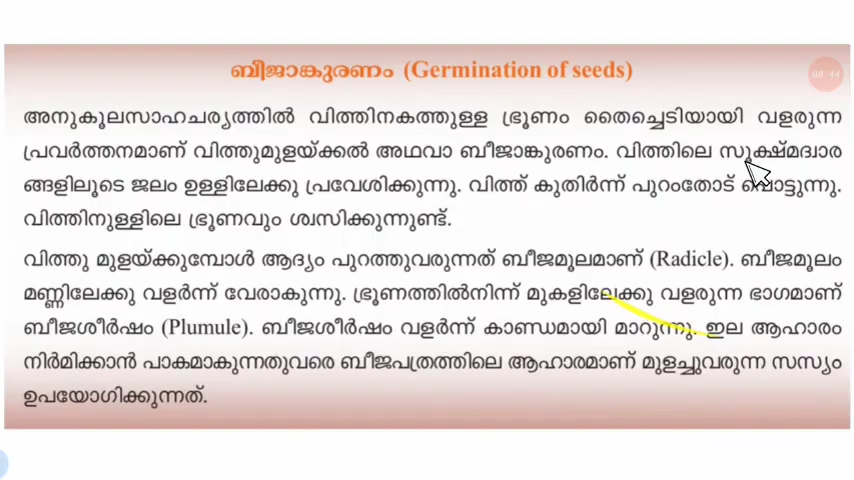 ബീജാങ്കുരണം (Germination of seeds)
08:44
അനുകൂലസാഹചര്യത്തിൽ വിത്തിനകത്തുള്ള ഭ്രൂണം തൈച്ചെടിയായി വളരുന്ന
പ്രവർത്തനമാണ് വിത്തുമുളയ്ക്കൽ അഥവാ ബീജാങ്കുരണം. വിത്തിലെ സൂക്ഷ്മദ്വാര
ങ്ങളിലൂടെ ജലം ഉള്ളിലേക്കു പ്രവേശിക്കുന്നു. വിത്ത് കുതിർന്ന് പുറംതോട് പൊട്ടുന്നു.
വിത്തിനുള്ളിലെ ഭ്രൂണവും ശ്വസിക്കുന്നുണ്ട്.
വിത്തു മുളയ്ക്കുമ്പോൾ ആദ്യം പുറത്തുവരുന്നത് ബീജമൂലമാണ് (Radicle). ബീജമൂലം
മണ്ണിലേക്കു വളർന്ന് വേരാകുന്നു. ഭ്രൂണത്തിൽനിന്ന് മുകളിലേക്കു വളരുന്ന ഭാഗമാണ്
ബീജശീർഷം (Plumule). ബീജശീർഷം വളർന്ന് കാണ്ഡമായി മാറുന്നു. ഇല ആഹാരം
നിർമിക്കാൻ പാകമാകുന്നതുവരെ ബീജപത്രത്തിലെ ആഹാരമാണ് മുളച്ചുവരുന്ന സസ്യം
ഉപയോഗിക്കുന്നത്.